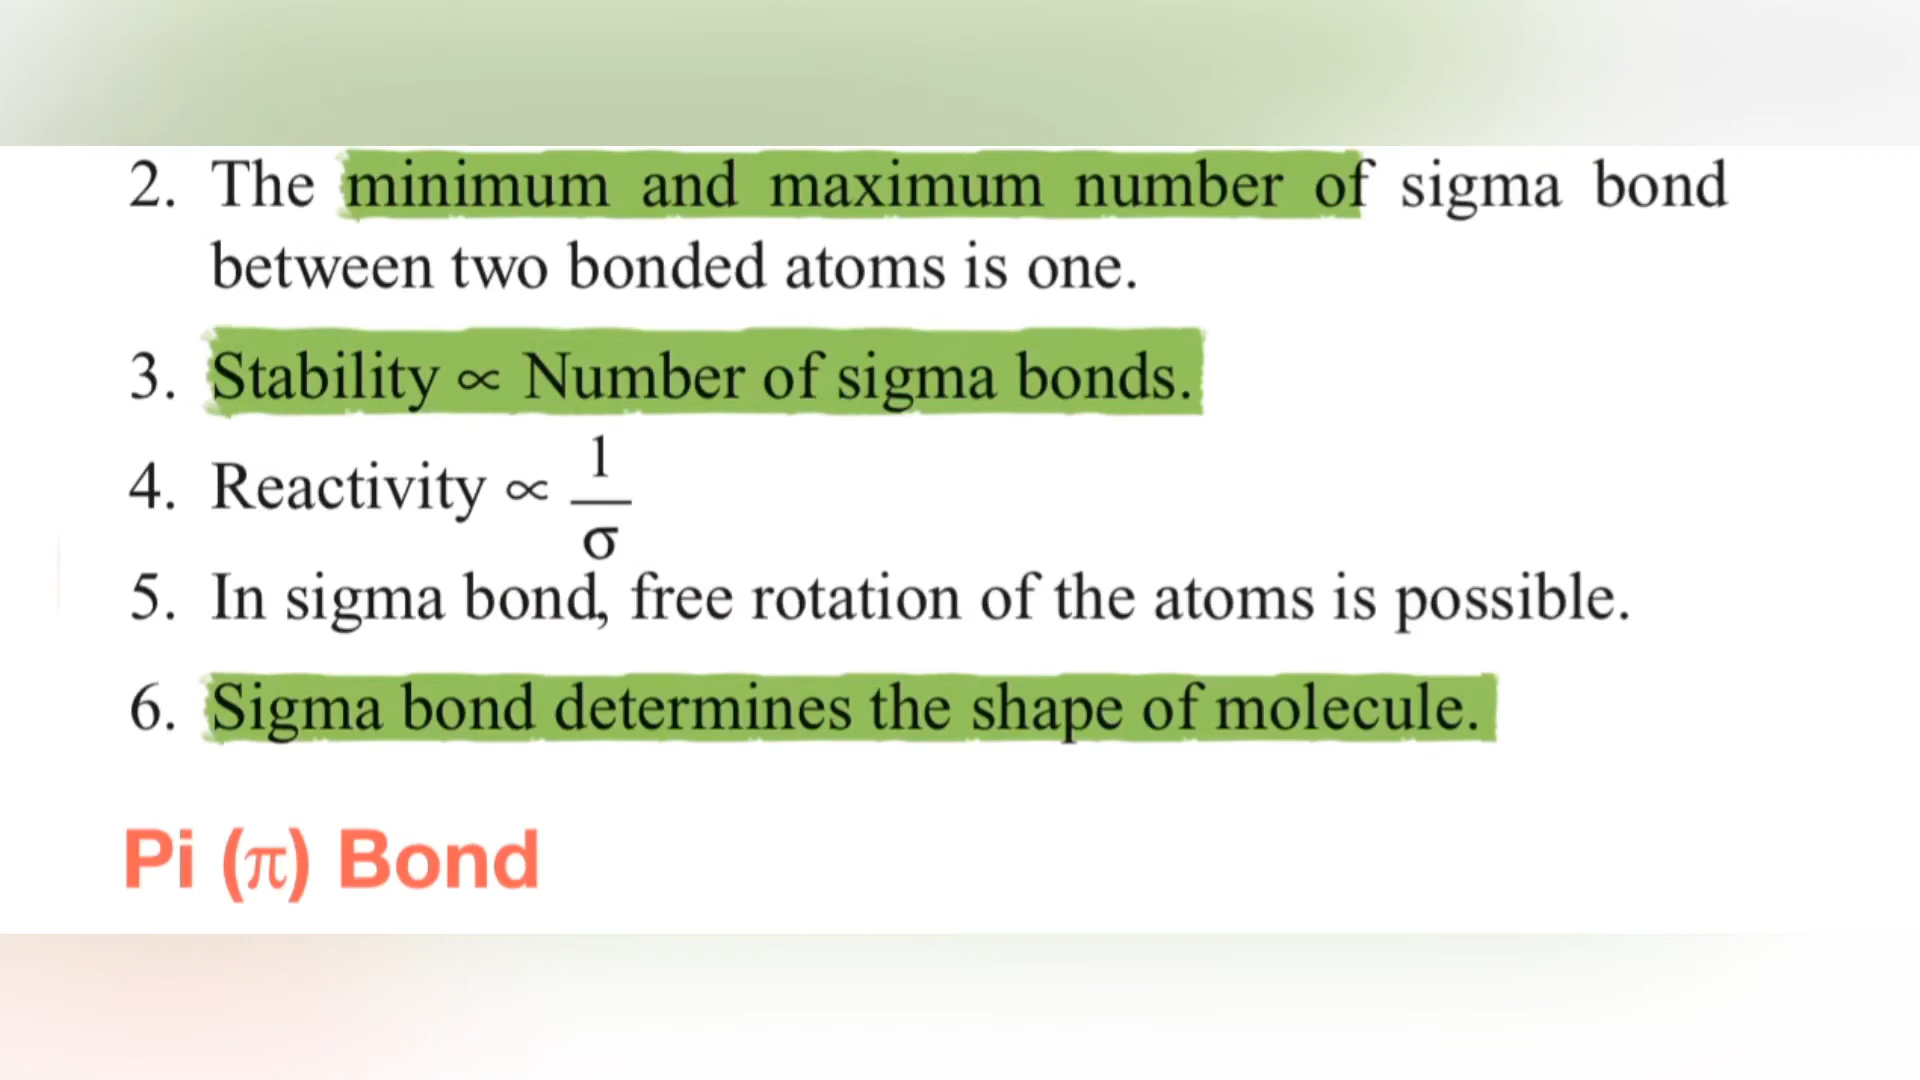 2. The minimum and maximum number of sigma bond
between two bonded atoms is one.
3. Stability ∝ Number of sigma bonds.
4. Reactivity ∝ 1/σ
5. In sigma bond, free rotation of the atoms is possible.
6. Sigma bond determines the shape of molecule.
Pi (π) Bond